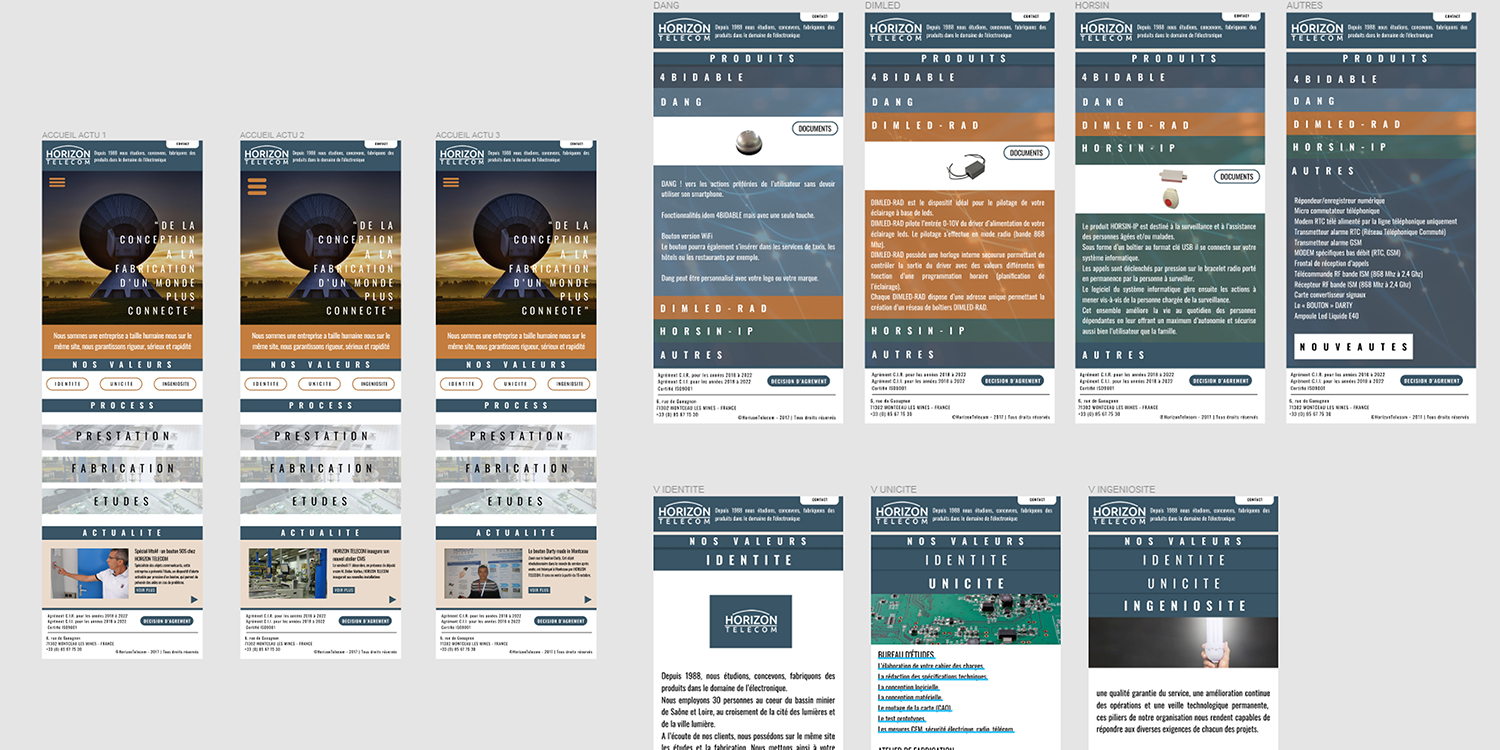 ACCUEIL ACTU 1
CONTACT
HORIZON
TELECOM
Depuis 1988 nous étudions, concevons, fabriquons des
produits dans le domaine de l'électronique
"DE LA
CONCEPTION
A LA
FABRICATION
D'UN MONDE
PLUS
CONNECTE"
Nous sommes une entreprise a taille humaine nous sur le
même site, nous garantissons rigueur, sérieux et rapidité
NOS VALEURS
IDENTITE
UNICITE
INGENIOSITE
PROCESS
PRESTATION
FABRICATION
ETUDES
ACTUALITE
Spécial Utold : un bouton SOS chez
HORIZON TELECOM
VOIR PLUS
Agrément C.I.R. pour les années 2018 à 2022
Agrément C.I.I. pour les années 2018 à 2022
Certifié ISO9001
DECISION D'AGREMENT
6, rue du Gansgnon
71302 MONTCEAU LES MINES - FRANCE
+33 (0) 85 67 75 30
©HorizonTelecom - 2017 | Tous droits réservés
ACCUEIL ACTU 2
CONTACT
HORIZON
TELECOM
Depuis 1988 nous étudions, concevons, fabriquons des
produits dans le domaine de l'électronique
"DE LA
CONCEPTION
A LA
FABRICATION
D'UN MONDE
PLUS
CONNECTE"
Nous sommes une entreprise a taille humaine nous sur le
même site, nous garantissons rigueur, sérieux et rapidité
NOS VALEURS
IDENTITE
UNICITE
INGENIOSITE
PROCESS
PRESTATION
FABRICATION
ETUDES
ACTUALITE
HORIZON TELECOM inaugure son
nouvel atelier CMS
VOIR PLUS
Agrément C.I.R. pour les années 2018 à 2022
Agrément C.I.I. pour les années 2018 à 2022
Certifié ISO9001
DECISION D'AGREMENT
71302 MONTCEAU LES MINES - FRANCE
+33 (0) 85 67 75 30
©HorizonTelecom - 2017 | Tous droits réservés
ACCUEIL ACTU 3
CONTACT
HORIZON
TELECOM
Depuis 1988 nous étudions, concevons, fabriquons des
produits dans le domaine de l'électronique
"DE LA
CONCEPTION
A LA
FABRICATION
D'UN MONDE
PLUS
CONNECTE"
Nous sommes une entreprise a taille humaine nous sur le
même site, nous garantissons rigueur, sérieux et rapidité
NOS VALEURS
IDENTITE
UNICITE
INGENIOSITE
PROCESS
PRESTATION
FABRICATION
ETUDES
ACTUALITE
Le bouton Darty made in Montceau
VOIR PLUS
Agrément C.I.R. pour les années 2018 à 2022
Agrément C.I.I. pour les années 2018 à 2022
Certifié ISO9001
DECISION D'AGREMENT
71302 MONTCEAU LES MINES - FRANCE
+33 (0) 85 67 75 30
©HorizonTelecom - 2017 | Tous droits réservés
DANG
CONTACT
HORIZON
TELECOM
Depuis 1988 nous étudions, concevons, fabriquons des
produits dans le domaine de l'électronique
PRODUITS
4BIDABLE
DANG
DOCUMENTS
DANG ! vers les actions préférées de l'utilisateur sans devoir
utiliser son smartphone.
Fonctionnalités idem 4BIDABLE mais avec une seule touche.
Bouton version WiFi
Le bouton pourra également s'insérer dans les services de taxis, les
hôtels ou les restaurants par exemple.
Dang peut être personnalisé avec votre logo ou votre marque.
DIMLED-RAD
HORSIN-IP
AUTRES
Agrément C.I.R. pour les années 2018 à 2022
Agrément C.I.I. pour les années 2018 à 2022
Certifié ISO9001
DECISION D'AGREMENT
71302 MONTCEAU LES MINES - FRANCE
+33 (0) 85 67 75 30
©HorizonTelecom - 2017 | Tous droits réservés
DIMLED
CONTACT
HORIZON
TELECOM
Depuis 1988 nous étudions, concevons, fabriquons des
produits dans le domaine de l'électronique
PRODUITS
4BIDABLE
DANG
DIMLED-RAD
DOCUMENTS
DIMLED-RAD est le dispositif idéal pour le pilotage de votre
éclairage à base de leds.
DIMLED-RAD pilote l'entrée 0-10V du driver d'alimentation de votre
éclairage leds. Le pilotage s'effectue en mode radio (bande 868
Mhz).
DIMLED-RAD possède une horloge interne secourue permettant de
contrôler la sortie du driver avec des valeurs différentes en
fonction d'une programmation horaire (planification de
l'éclairage).
Chaque DIMLED-RAD dispose d'une adresse unique permettant la
création d'un réseau de boîtiers DIMLED-RAD.
HORSIN-IP
AUTRES
Agrément C.I.R. pour les années 2018 à 2022
Agrément C.I.I. pour les années 2018 à 2022
Certifié ISO9001
DECISION D'AGREMENT
71302 MONTCEAU LES MINES - FRANCE
+33 (0) 85 67 75 30
©HorizonTelecom - 2017 | Tous droits réservés
HORSIN
CONTACT
HORIZON
TELECOM
Depuis 1988 nous étudions, concevons, fabriquons des
produits dans le domaine de l'électronique
PRODUITS
4BIDABLE
DANG
DIMLED-RAD
HORSIN-IP
DOCUMENTS
Le produit HORSIN-IP est destiné à la surveillance et à l'assistance
des personnes âgées et/ou malades.
Sous forme d'un boîtier au format clé USB il se connecte sur votre
système informatique.
Les appels sont déclenchés par pression sur le bracelet radio porté
en permanence par la personne à surveiller.
Le logiciel du système informatique gère ensuite les actions à
mener vis-à-vis de la personne chargée de la surveillance.
Cet ensemble améliore la vie au quotidien des personnes
dépendantes en leur offrant un maximum d'autonomie et sécurise
aussi bien l'utilisateur que la famille.
AUTRES
Agrément C.I.R. pour les années 2018 à 2022
Agrément C.I.I. pour les années 2018 à 2022
Certifié ISO9001
DECISION D'AGREMENT
71302 MONTCEAU LES MINES - FRANCE
+33 (0) 85 67 75 30
©HorizonTelecom - 2017 | Tous droits réservés
AUTRES
CONTACT
HORIZON
TELECOM
Depuis 1988 nous étudions, concevons, fabriquons des
produits dans le domaine de l'électronique
PRODUITS
4BIDABLE
DANG
DIMLED-RAD
HORSIN-IP
AUTRES
Répondeur/enregistreur numérique
Micro commutateur téléphonique
Modem RTC télé alimenté par la ligne téléphonique uniquement
Transmetteur alarme RTC (Réseau Téléphonique Commuté)
Transmetteur alarme GSM
MODEM spécifiques bas débit (RTC, GSM)
Frontal de réception d'appels
Télécommande RF bande ISM (868 Mhz à 2,4 Ghz)
Récepteur RF bande ISM (868 Mhz à 2,4 Ghz)
Carte convertisseur signaux
Le « BOUTON » DARTY
Ampoule Led Liquide E40
NOUVEAUTES
Agrément C.I.R. pour les années 2018 à 2022
Agrément C.I.I. pour les années 2018 à 2022
Certifié ISO9001
DECISION D'AGREMENT
71302 MONTCEAU LES MINES - FRANCE
+33 (0) 85 67 75 30
©HorizonTelecom - 2017 | Tous droits réservés
V IDENTITE
CONTACT
HORIZON
TELECOM
Depuis 1988 nous étudions, concevons, fabriquons des
produits dans le domaine de l'électronique
NOS VALEURS
IDENTITE
HORIZON
TELECOM
Depuis 1988, nous étudions, concevons, fabriquons des
produits dans le domaine de l'électronique.
Nous employons 30 personnes au coeur du bassin minier
de Saône et Loire, au croisement de la cité des lumières et
de la ville lumière.
A l'écoute de nos clients, nous possédons sur le même site
les études et la fabrication. Nous mettons ainsi à votre
V UNICITE
CONTACT
HORIZON
TELECOM
Depuis 1988 nous étudions, concevons, fabriquons des
produits dans le domaine de l'électronique
NOS VALEURS
IDENTITE
UNICITE
BUREAU D'ÉTUDES
L'élaboration de votre cahier des charges,
La rédaction des spécifications techniques,
La conception logicielle,
La conception matérielle,
Le routage de la carte (CAO),
Le test prototypes,
Les mesures CEM, sécurité électrique, radio, télécom.
ATELIER DE FABRICATION
V INGENIOSITE
CONTACT
HORIZON
TELECOM
Depuis 1988 nous étudions, concevons, fabriquons des
produits dans le domaine de l'électronique
NOS VALEURS
IDENTITE
UNICITE
INGENIOSITE
une qualité garantie du service, une amélioration continue
des opérations et une veille technologique permanente,
ces piliers de notre organisation nous rendent capables de
répondre aux diverses exigences de chacun des projets.